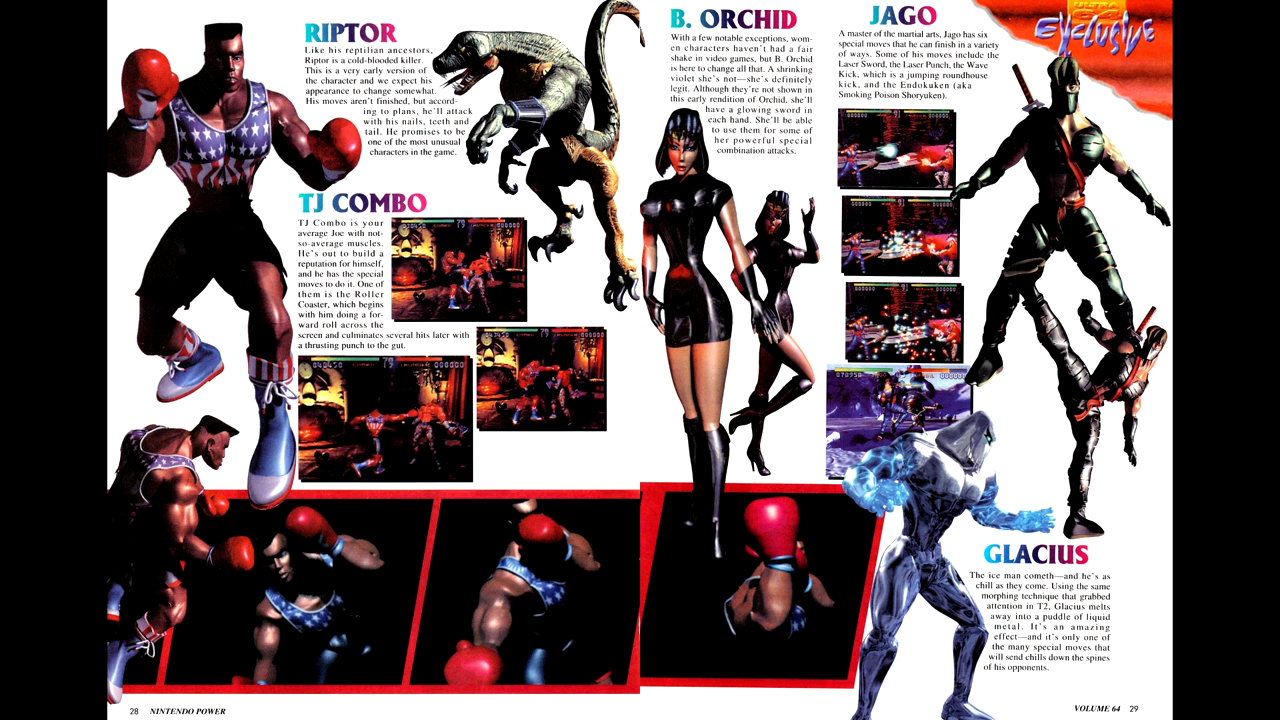 RIPTOR
Like his reptilian ancestors,
Riptor is a cold-blooded killer.
This is a very early version of
the character and we expect his
appearance to change somewhat.
His moves aren't finished, but accord-
ing to plans, he'll attack
with his nails, teeth and
tail. He promises to be
one of the most unusual
characters in the game.
TJ COMBO
TJ Combo is your
average Joe with not-
so-average muscles.
He's out to build a
reputation for himself,
and he has the special
moves to do it. One of
them is the Roller
Coaster, which begins
with him doing a for-
ward roll across the
screen and culminates several hits later with
a thrusting punch to the gut.
28 NINTENDO POWER
B. ORCHID
With a few notable exceptions, wom-
en characters haven't had a fair
shake in video games, but B. Orchid
is here to change all that. A shrinking
violet she's not—she's definitely
legit. Although they're not shown in
this early rendition of Orchid, she'll
have a glowing sword in
each hand. She'll be able
to use them for some of
her powerful special
combination attacks.
JAGO
A master of the martial arts, Jago has six
special moves that he can finish in a variety
of ways. Some of his moves include the
Laser Sword, the Laser Punch, the Wave
Kick, which is a jumping roundhouse
kick, and the Endokuken (aka
Smoking Poison Shoryuken).
ULTRA
64
Exclusive
GLACIUS
The ice man cometh—and he's as
chill as they come. Using the same
morphing technique that grabbed
attention in T2, Glacius melts
away into a puddle of liquid
metal. It's an amazing
effect—and it's only one of
the many special moves that
will send chills down the spines
of his opponents.
VOLUME 64 29